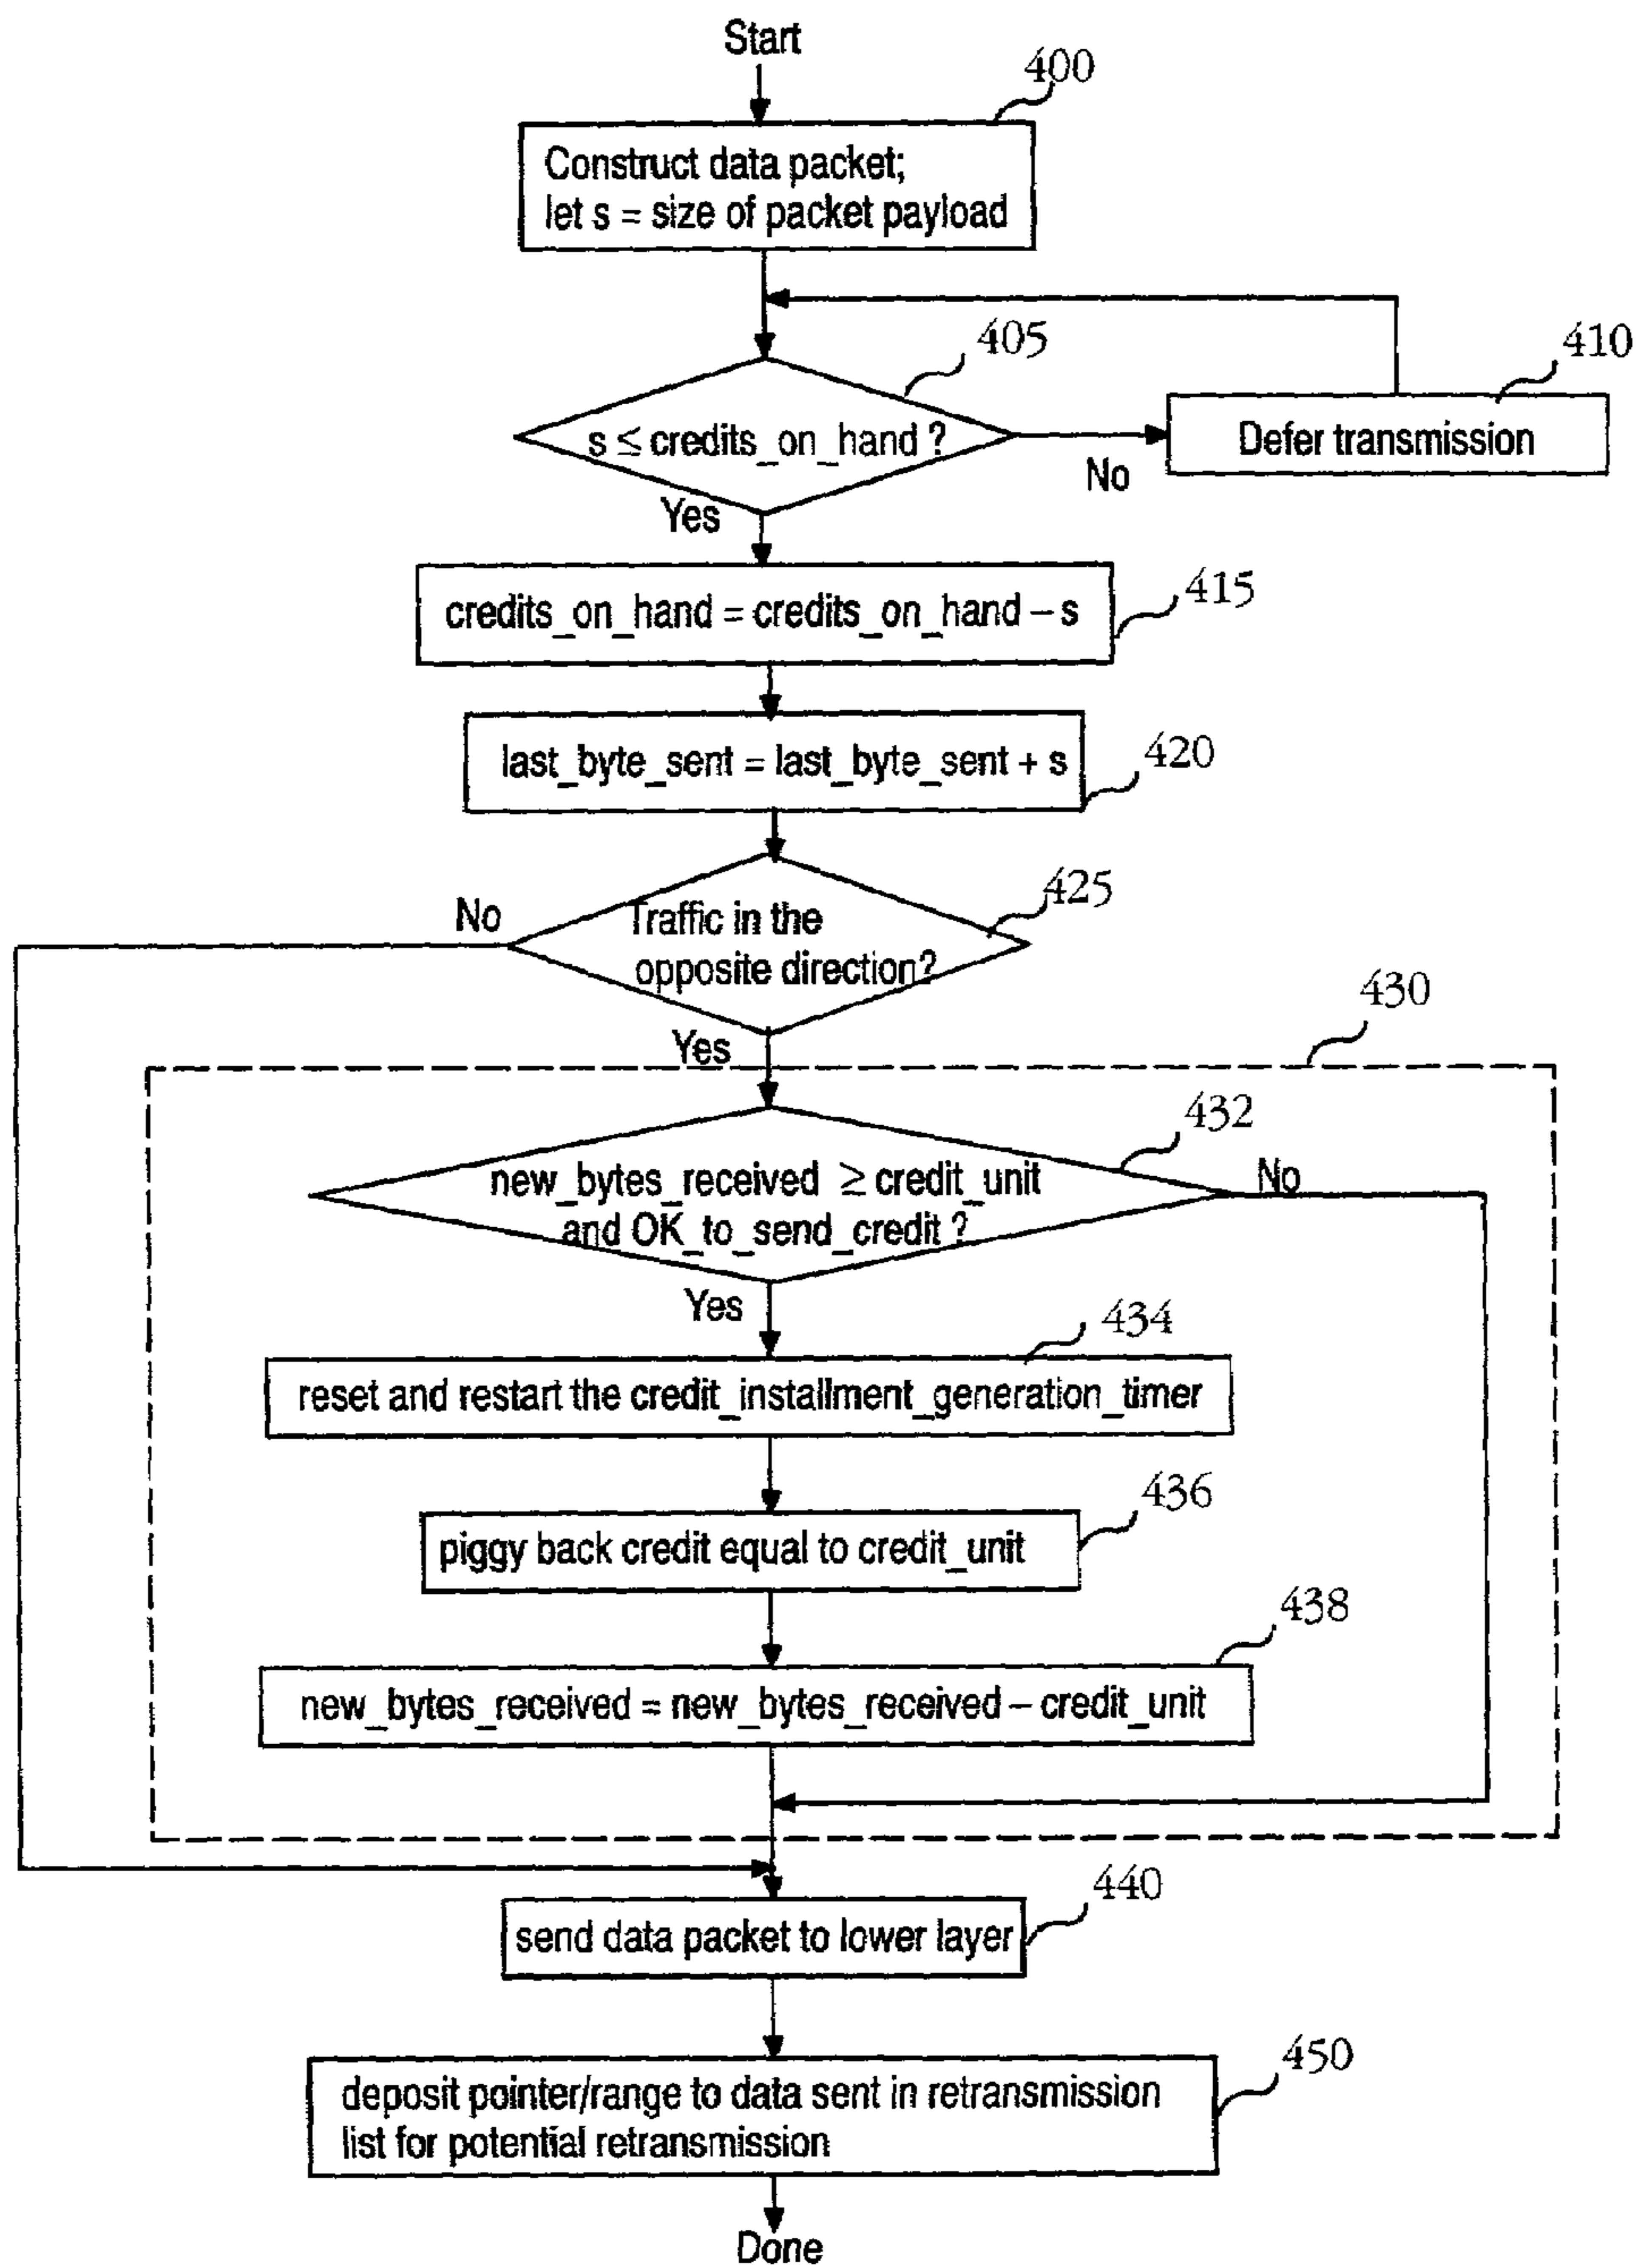 Start
400
Construct data packet;
let s = size of packet payload
405
410
s ≤ credits_on_hand ?
Defer transmission
No
Yes
credits_on_hand = credits_on_hand – s
415
last_byte_sent = last_byte_sent + s
420
425
No
Traffic in the
opposite direction?
430
Yes
432
new_bytes_received ≥ credit_unit
No
and OK_to_send_credit ?
Yes
434
reset and restart the credit_installment_generation_timer
436
piggy back credit equal to credit_unit
438
new_bytes_received = new_bytes_received – credit_unit
440
send data packet to lower layer
450
deposit pointer/range to data sent in retransmission
list for potential retransmission
Done